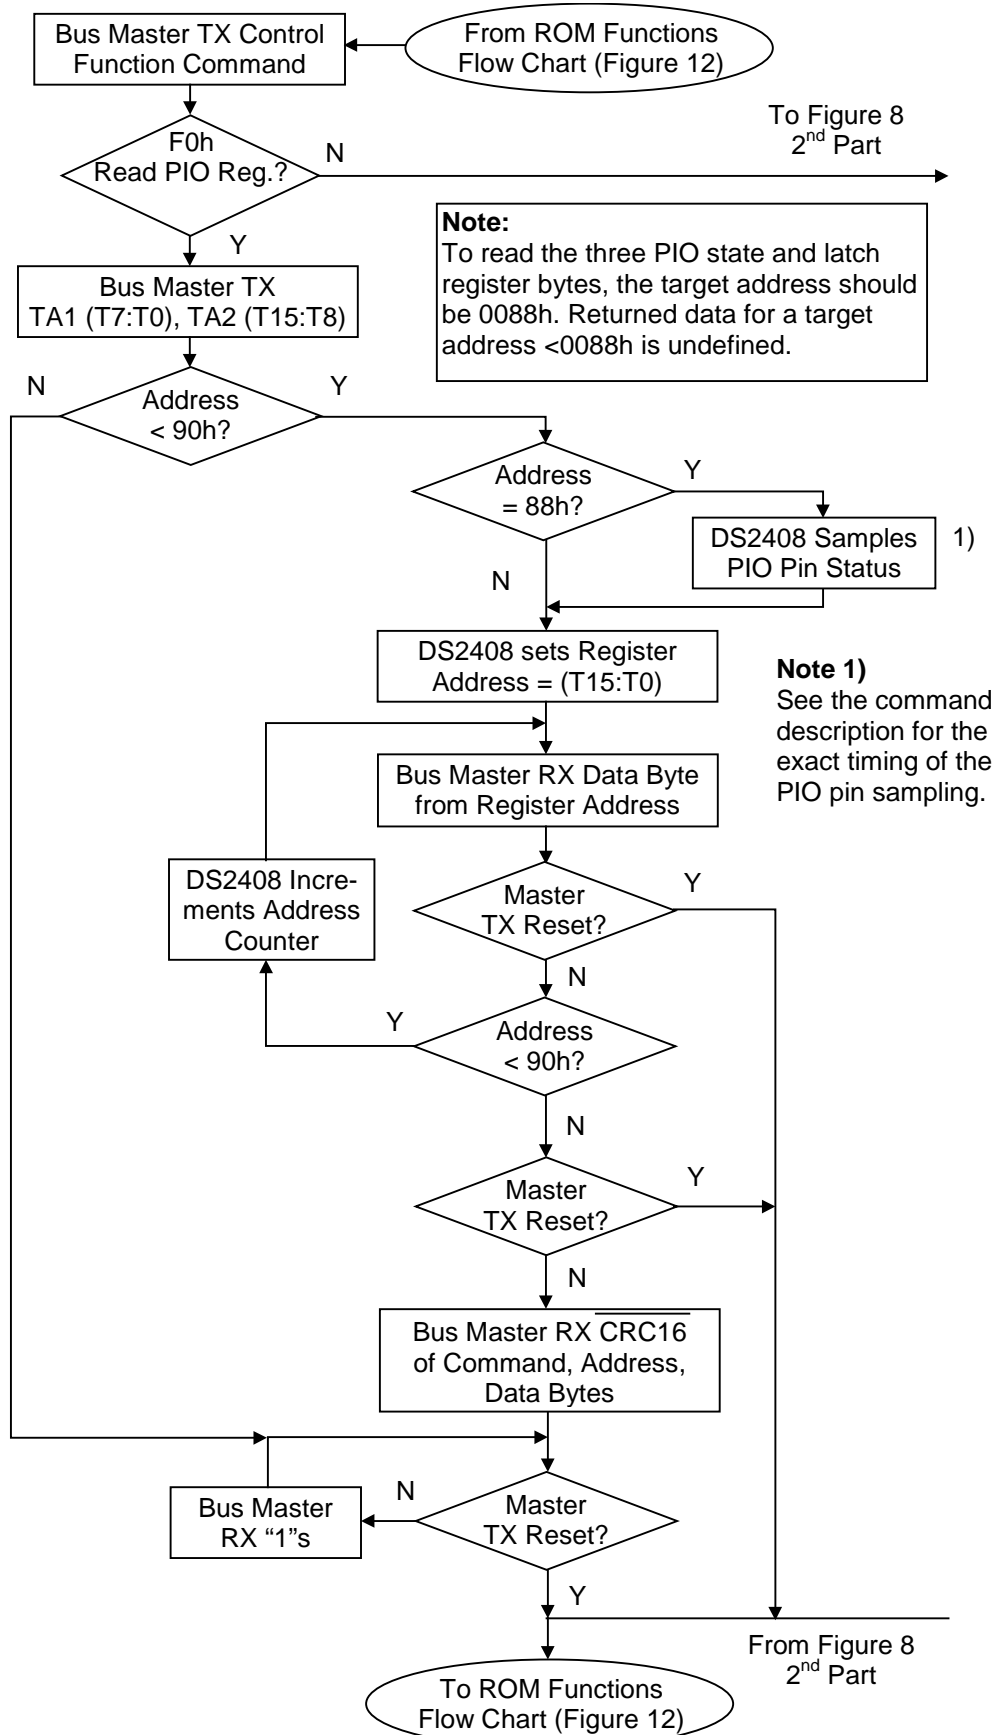 Bus Master TX Control
Function Command
From ROM Functions
Flow Chart (Figure 12)
To Figure 8
2nd Part
F0h
Read PIO Reg.?
N
Y
Note:
To read the three PIO state and latch
register bytes, the target address should
be 0088h. Returned data for a target
address <0088h is undefined.
Bus Master TX
TA1 (T7:T0), TA2 (T15:T8)
N
Y
Address
< 90h?
Address
= 88h?
Y
N
DS2408 Samples
PIO Pin Status
1)
DS2408 sets Register
Address = (T15:T0)
Note 1)
See the command
description for the
exact timing of the
PIO pin sampling.
Bus Master RX Data Byte
from Register Address
DS2408 Incre-
ments Address
Counter
Master
TX Reset?
Y
N
Y
Address
< 90h?
N
Master
TX Reset?
Y
N
Bus Master RX CRC16
of Command, Address,
Data Bytes
Bus Master
RX “1”s
N
Master
TX Reset?
Y
From Figure 8
2nd Part
To ROM Functions
Flow Chart (Figure 12)